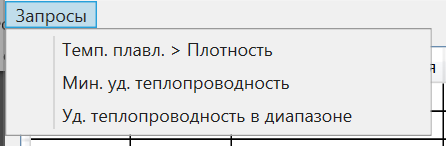 Запросы
Темп. плавл. > Плотность
Мин. уд. теплопроводность
Уд. теплопроводность в диапазоне